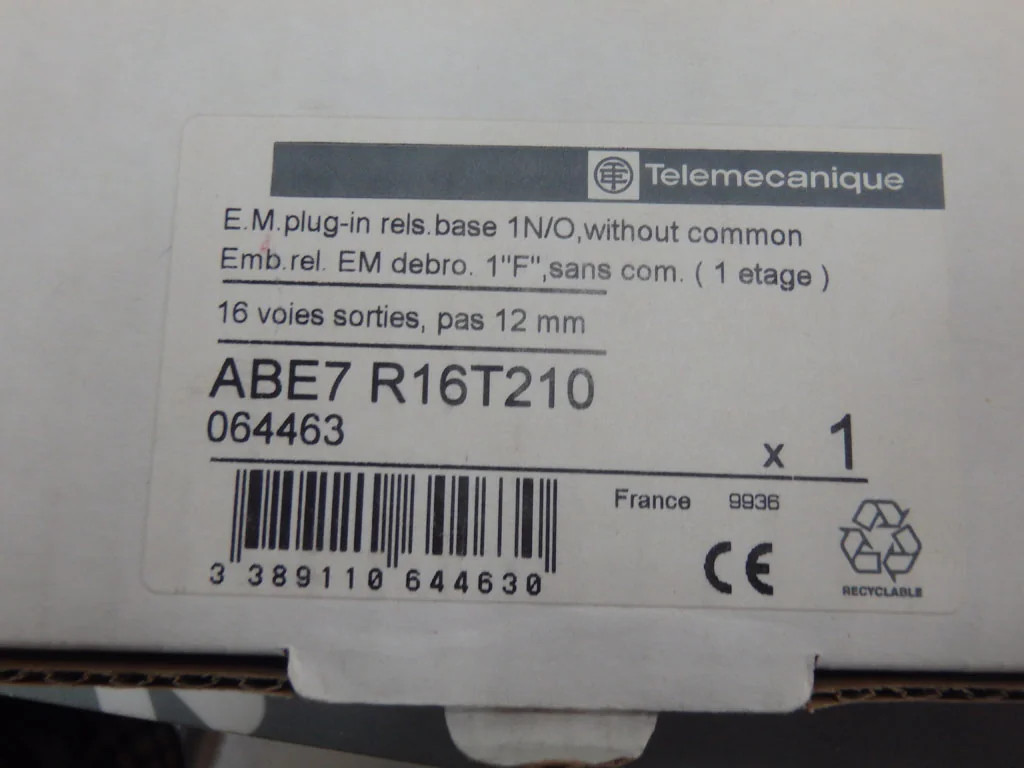 Telemecanique
E.M.plug-in rels.base 1N/O,without common
Emb.rel. EM debro. 1"F",sans com. ( 1 etage )
16 voies sorties, pas 12 mm
ABE7 R16T210
064463
x 1
France 9936
CE
3 389110 644630
RECYCLABLE